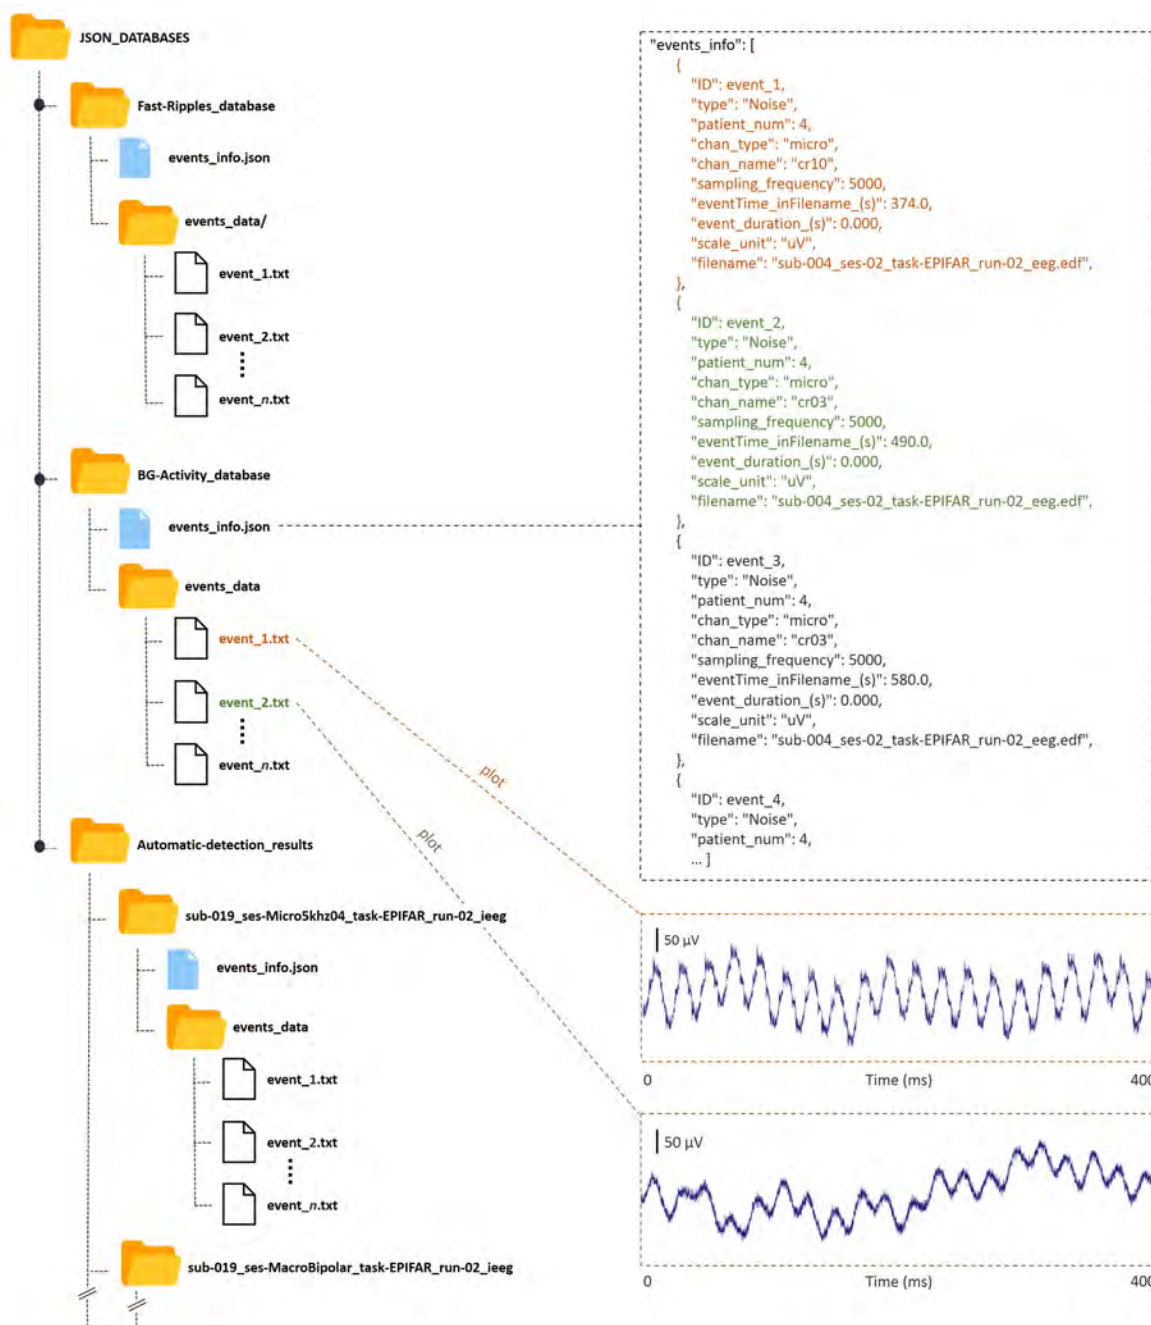 JSON_DATABASES
Fast-Ripples_database
events_info.json
events_data/
event_1.txt
event_2.txt
event_n.txt
BG-Activity_database
events_info.json
events_data
event_1.txt
event_2.txt
event_n.txt
Automatic-detection_results
sub-019_ses-Micro5khz04_task-EPIFAR_run-02_ieeg
events_info.json
events_data
event_1.txt
event_2.txt
event_n.txt
sub-019_ses-MacroBipolar_task-EPIFAR_run-02_ieeg
"events_info": [
{
"ID": event_1,
"type": "Noise",
"patient_num": 4,
"chan_type": "micro",
"chan_name": "cr10",
"sampling_frequency": 5000,
"eventTime_inFilename_(s)": 374.0,
"event_duration_(s)": 0.000,
"scale_unit": "uV",
"filename": "sub-004_ses-02_task-EPIFAR_run-02_eeg.edf",
},
{
"ID": event_2,
"type": "Noise",
"patient_num": 4,
"chan_type": "micro",
"chan_name": "cr03",
"sampling_frequency": 5000,
"eventTime_inFilename_(s)": 490.0,
"event_duration_(s)": 0.000,
"scale_unit": "uV",
"filename": "sub-004_ses-02_task-EPIFAR_run-02_eeg.edf",
},
{
"ID": event_3,
"type": "Noise",
"patient_num": 4,
"chan_type": "micro",
"chan_name": "cr03",
"sampling_frequency": 5000,
"eventTime_inFilename_(s)": 580.0,
"event_duration_(s)": 0.000,
"scale_unit": "uV",
"filename": "sub-004_ses-02_task-EPIFAR_run-02_eeg.edf",
},
{
"ID": event_4,
"type": "Noise",
"patient_num": 4,
... ]
plot
plot
50 µV
0 Time (ms) 400
50 µV
0 Time (ms) 400